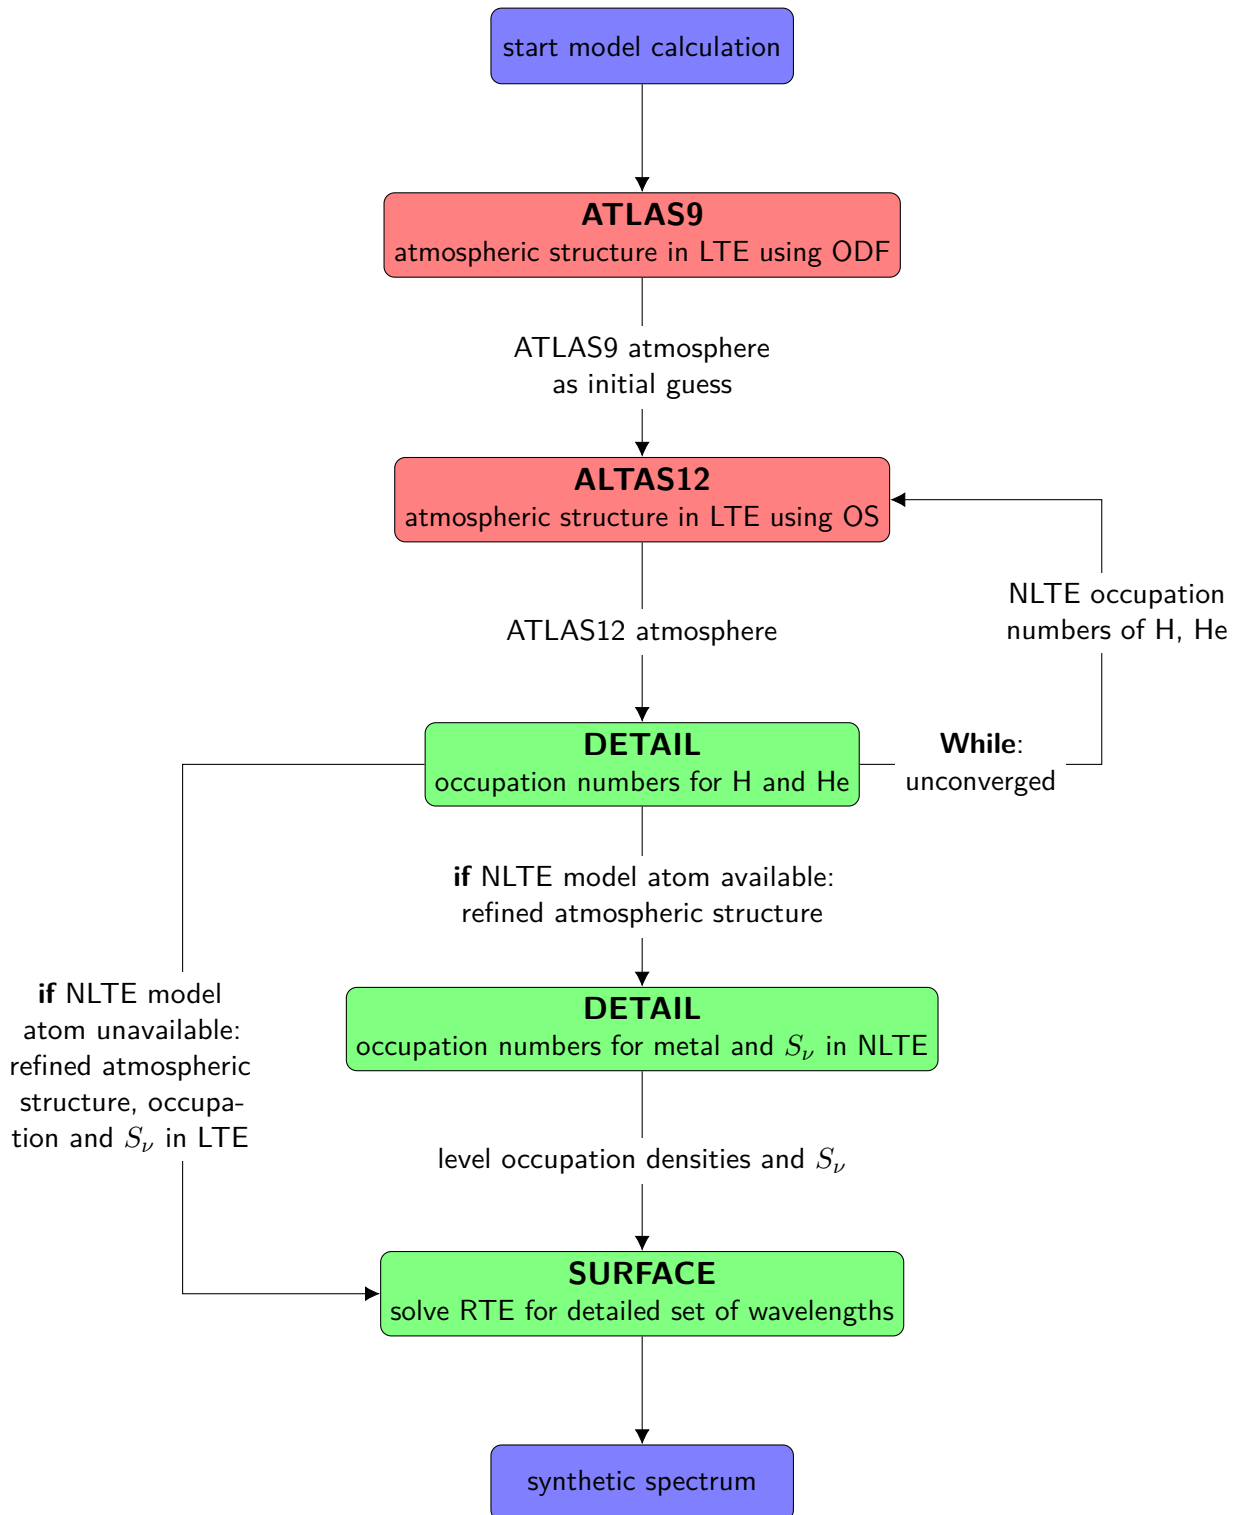 start model calculation
ATLAS9
atmospheric structure in LTE using ODF
ATLAS9 atmosphere
as initial guess
ALTAS12
atmospheric structure in LTE using OS
NLTE occupation
numbers of H, He
ATLAS12 atmosphere
DETAIL
occupation numbers for H and He
While:
unconverged
if NLTE model atom available:
refined atmospheric structure
if NLTE model
atom unavailable:
refined atmospheric
structure, occupa-
tion and Sν in LTE
DETAIL
occupation numbers for metal and Sν in NLTE
level occupation densities and Sν
SURFACE
solve RTE for detailed set of wavelengths
synthetic spectrum